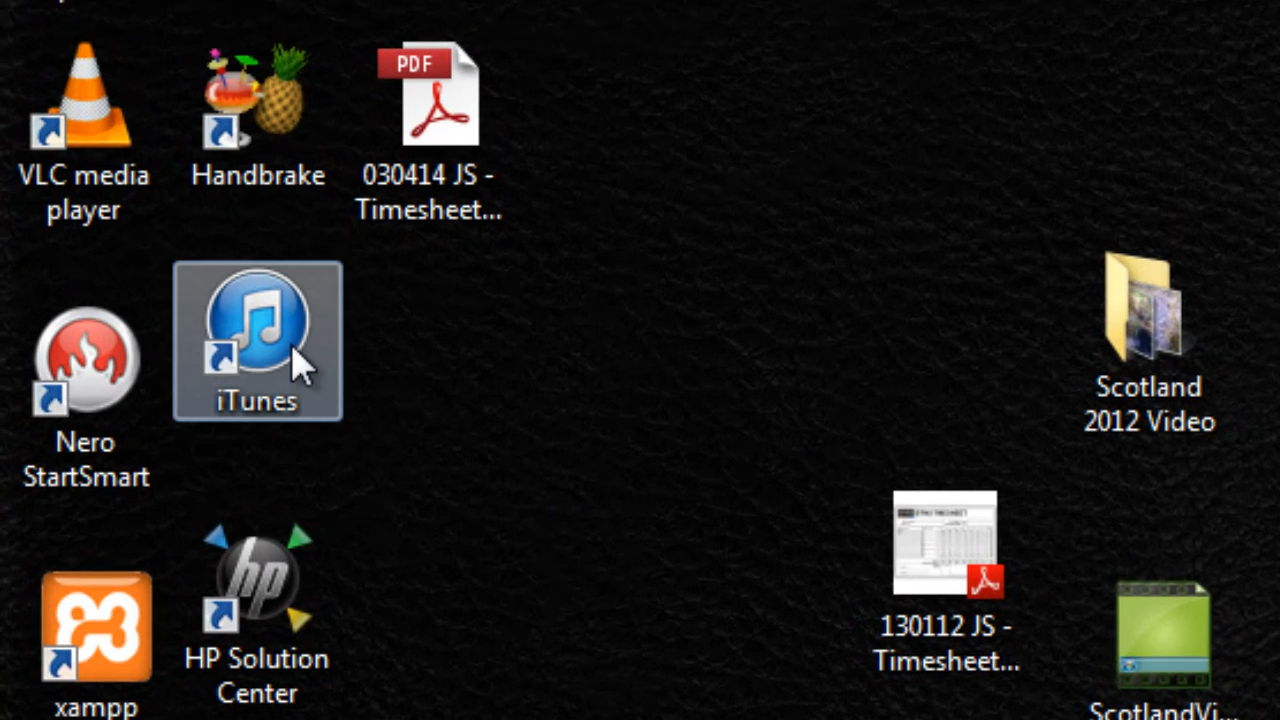 PDF
VLC media
player
Handbrake
030414 JS -
Timesheet...
iTunes
Scotland
2012 Video
Nero
StartSmart
hp
HP Solution
Center
130112 JS -
Timesheet...
xampp
ScotlandVi...